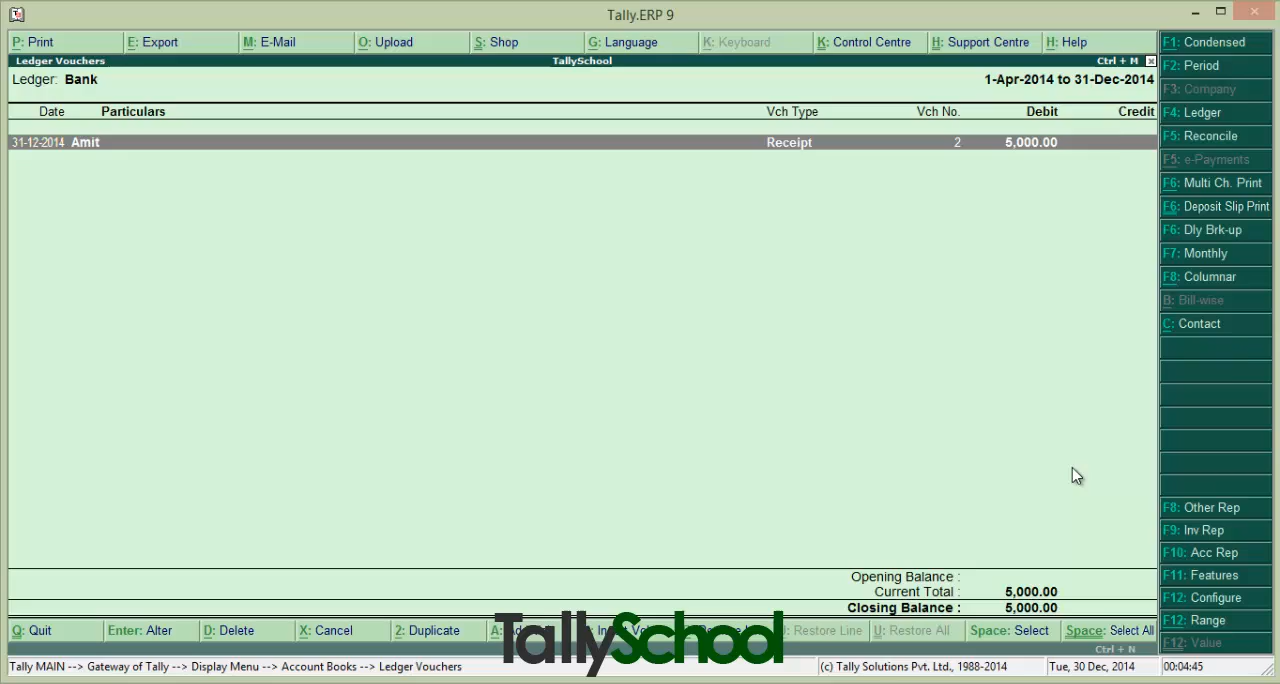 Tally.ERP 9
P: Print E: Export M: E-Mail O: Upload S: Shop G: Language K: Keyboard K: Control Centre H: Support Centre H: Help
Ledger Vouchers TallySchool Ctrl + M
Ledger: Bank 1-Apr-2014 to 31-Dec-2014
Date Particulars Vch Type Vch No. Debit Credit
31-12-2014 Amit Receipt 2 5,000.00
Opening Balance :
Current Total : 5,000.00
Closing Balance : 5,000.00
Q: Quit Enter: Alter D: Delete X: Cancel 2: Duplicate A: U: Restore All Space: Select Space: Select All
TallySchool
Ctrl + N
Tally MAIN --> Gateway of Tally --> Display Menu --> Account Books --> Ledger Vouchers (c) Tally Solutions Pvt. Ltd., 1988-2014 Tue, 30 Dec, 2014 00:04:45
F1: Condensed
F2: Period
F3: Company
F4: Ledger
F5: Reconcile
F5: e-Payments
F6: Multi Ch. Print
F6: Deposit Slip Print
F6: Dly Brk-up
F7: Monthly
F8: Columnar
B: Bill-wise
C: Contact
F8: Other Rep
F9: Inv Rep
F10: Acc Rep
F11: Features
F12: Configure
F12: Range
F12: Value